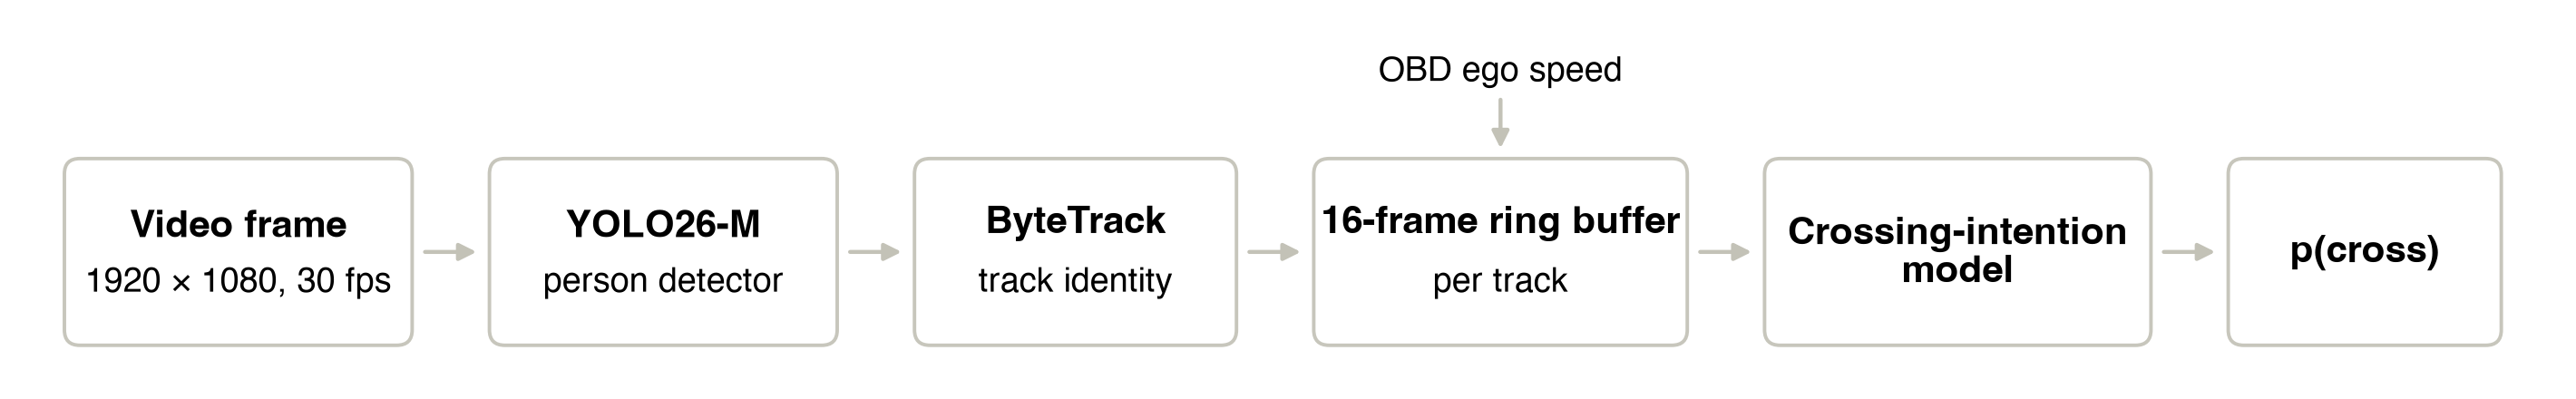 OBD ego speed
Video frame
1920 × 1080, 30 fps
YOLO26-M
person detector
ByteTrack
track identity
16-frame ring buffer
per track
Crossing-intention
model
p(cross)